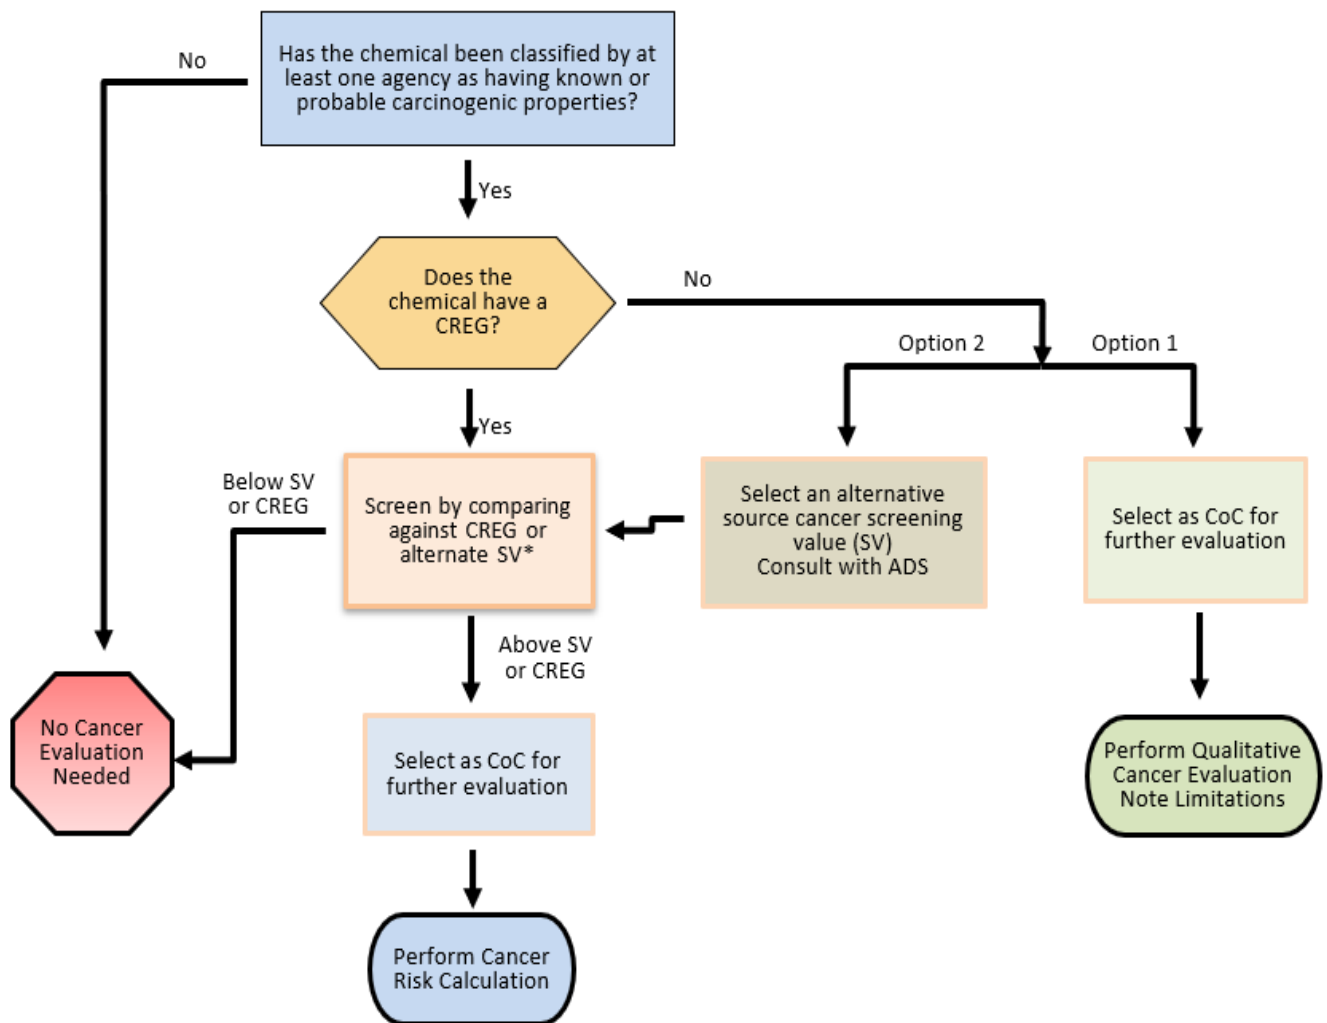 Has the chemical been classified by at
least one agency as having known or
probable carcinogenic properties?
No
Yes
Does the
chemical have a
CREG?
No
Option 2
Option 1
Yes
Below SV
or CREG
Screen by comparing
against CREG or
alternate SV*
Select an alternative
source cancer screening
value (SV)
Consult with ADS
Select as CoC for
further evaluation
Above SV
or CREG
No Cancer
Evaluation
Needed
Select as CoC for
further evaluation
Perform Qualitative
Cancer Evaluation
Note Limitations
Perform Cancer
Risk Calculation